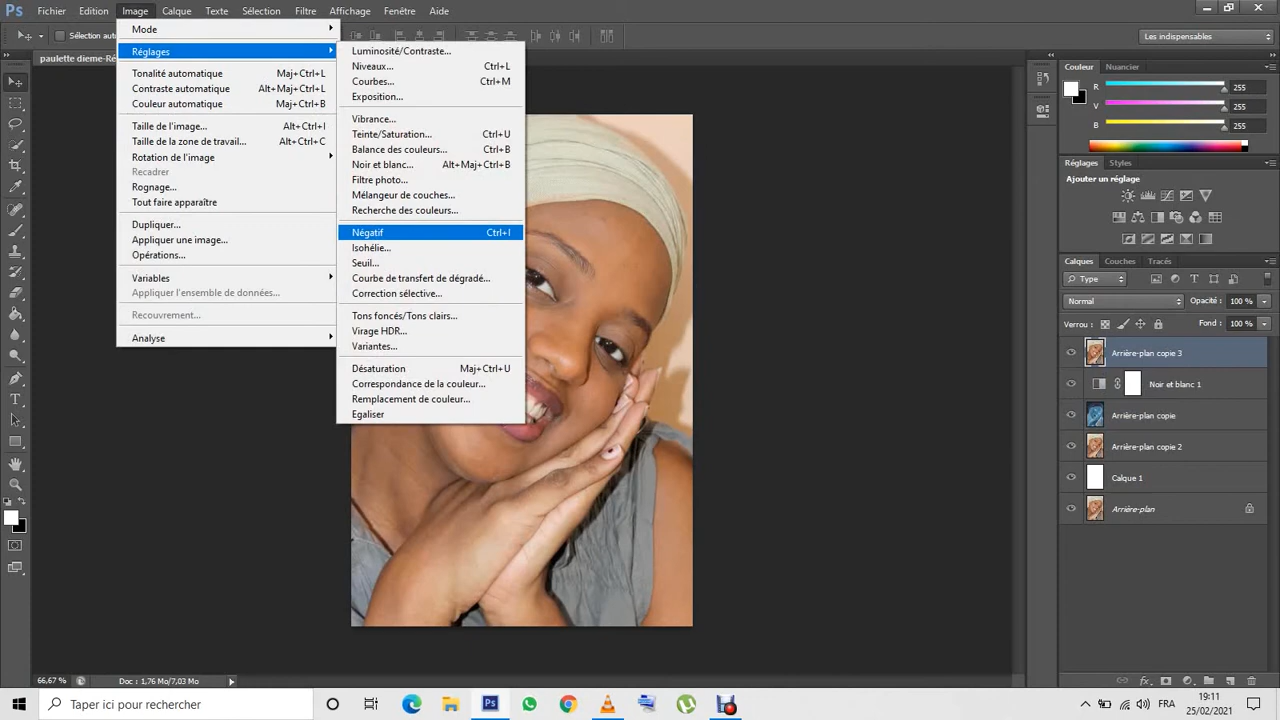 Ps Fichier Edition Image Calque Texte Sélection Filtre Affichage Fenêtre Aide
Sélection
Les indispensables
paulette dieme-Ré
Mode
Réglages
Tonalité automatique Maj+Ctrl+L
Contraste automatique Alt+Maj+Ctrl+L
Couleur automatique Maj+Ctrl+B
Taille de l'image... Alt+Ctrl+I
Taille de la zone de travail... Alt+Ctrl+C
Rotation de l'image
Recadrer
Rognage...
Tout faire apparaître
Dupliquer...
Appliquer une image...
Opérations...
Variables
Appliquer l'ensemble de données...
Recouvrement...
Analyse
Luminosité/Contraste...
Niveaux... Ctrl+L
Courbes... Ctrl+M
Exposition...
Vibrance...
Teinte/Saturation... Ctrl+U
Balance des couleurs... Ctrl+B
Noir et blanc... Alt+Maj+Ctrl+B
Filtre photo...
Mélangeur de couches...
Recherche des couleurs...
Négatif Ctrl+I
Isohélie...
Seuil...
Courbe de transfert de dégradé...
Correction sélective...
Tons foncés/Tons clairs...
Virage HDR...
Variantes...
Désaturation Maj+Ctrl+U
Correspondance de la couleur...
Remplacement de couleur...
Egaliser
Couleur Nuancier
R 255
V 255
B 255
Réglages Styles
Ajouter un réglage
Calques Couches Tracés
Type
Normal Opacité : 100 %
Verrou : Fond : 100 %
Arrière-plan copie 3
Noir et blanc 1
Arrière-plan copie
Arrière-plan copie 2
Calque 1
Arrière-plan
66,67 % Doc : 1,76 Mo/7,03 Mo
Taper ici pour rechercher
FRA
19:11
25/02/2021